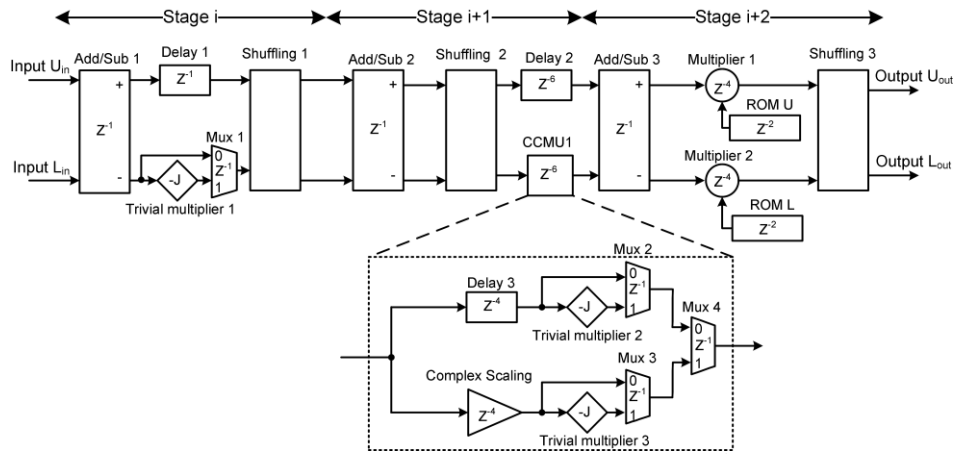 Stage i
Stage i+1
Stage i+2
Add/Sub 1
Delay 1
Shuffling 1
Add/Sub 2
Shuffling 2
Delay 2
Add/Sub 3
Multiplier 1
Shuffling 3
Input Uin
+
Z-1
+
Z-6
+
Z-4
Output Uout
ROM U
Z-2
Z-1
Z-1
Z-1
Mux 1
CCMU1
Multiplier 2
Input Lin
-
0
Z-1
1
-J
-
Z-6
-
Z-4
Output Lout
Trivial multiplier 1
ROM L
Z-2
Mux 2
Delay 3
Z-4
0
Z-1
1
-J
Mux 4
Trivial multiplier 2
0
Z-1
1
Mux 3
Complex Scaling
Z-4
0
Z-1
1
-J
Trivial multiplier 3